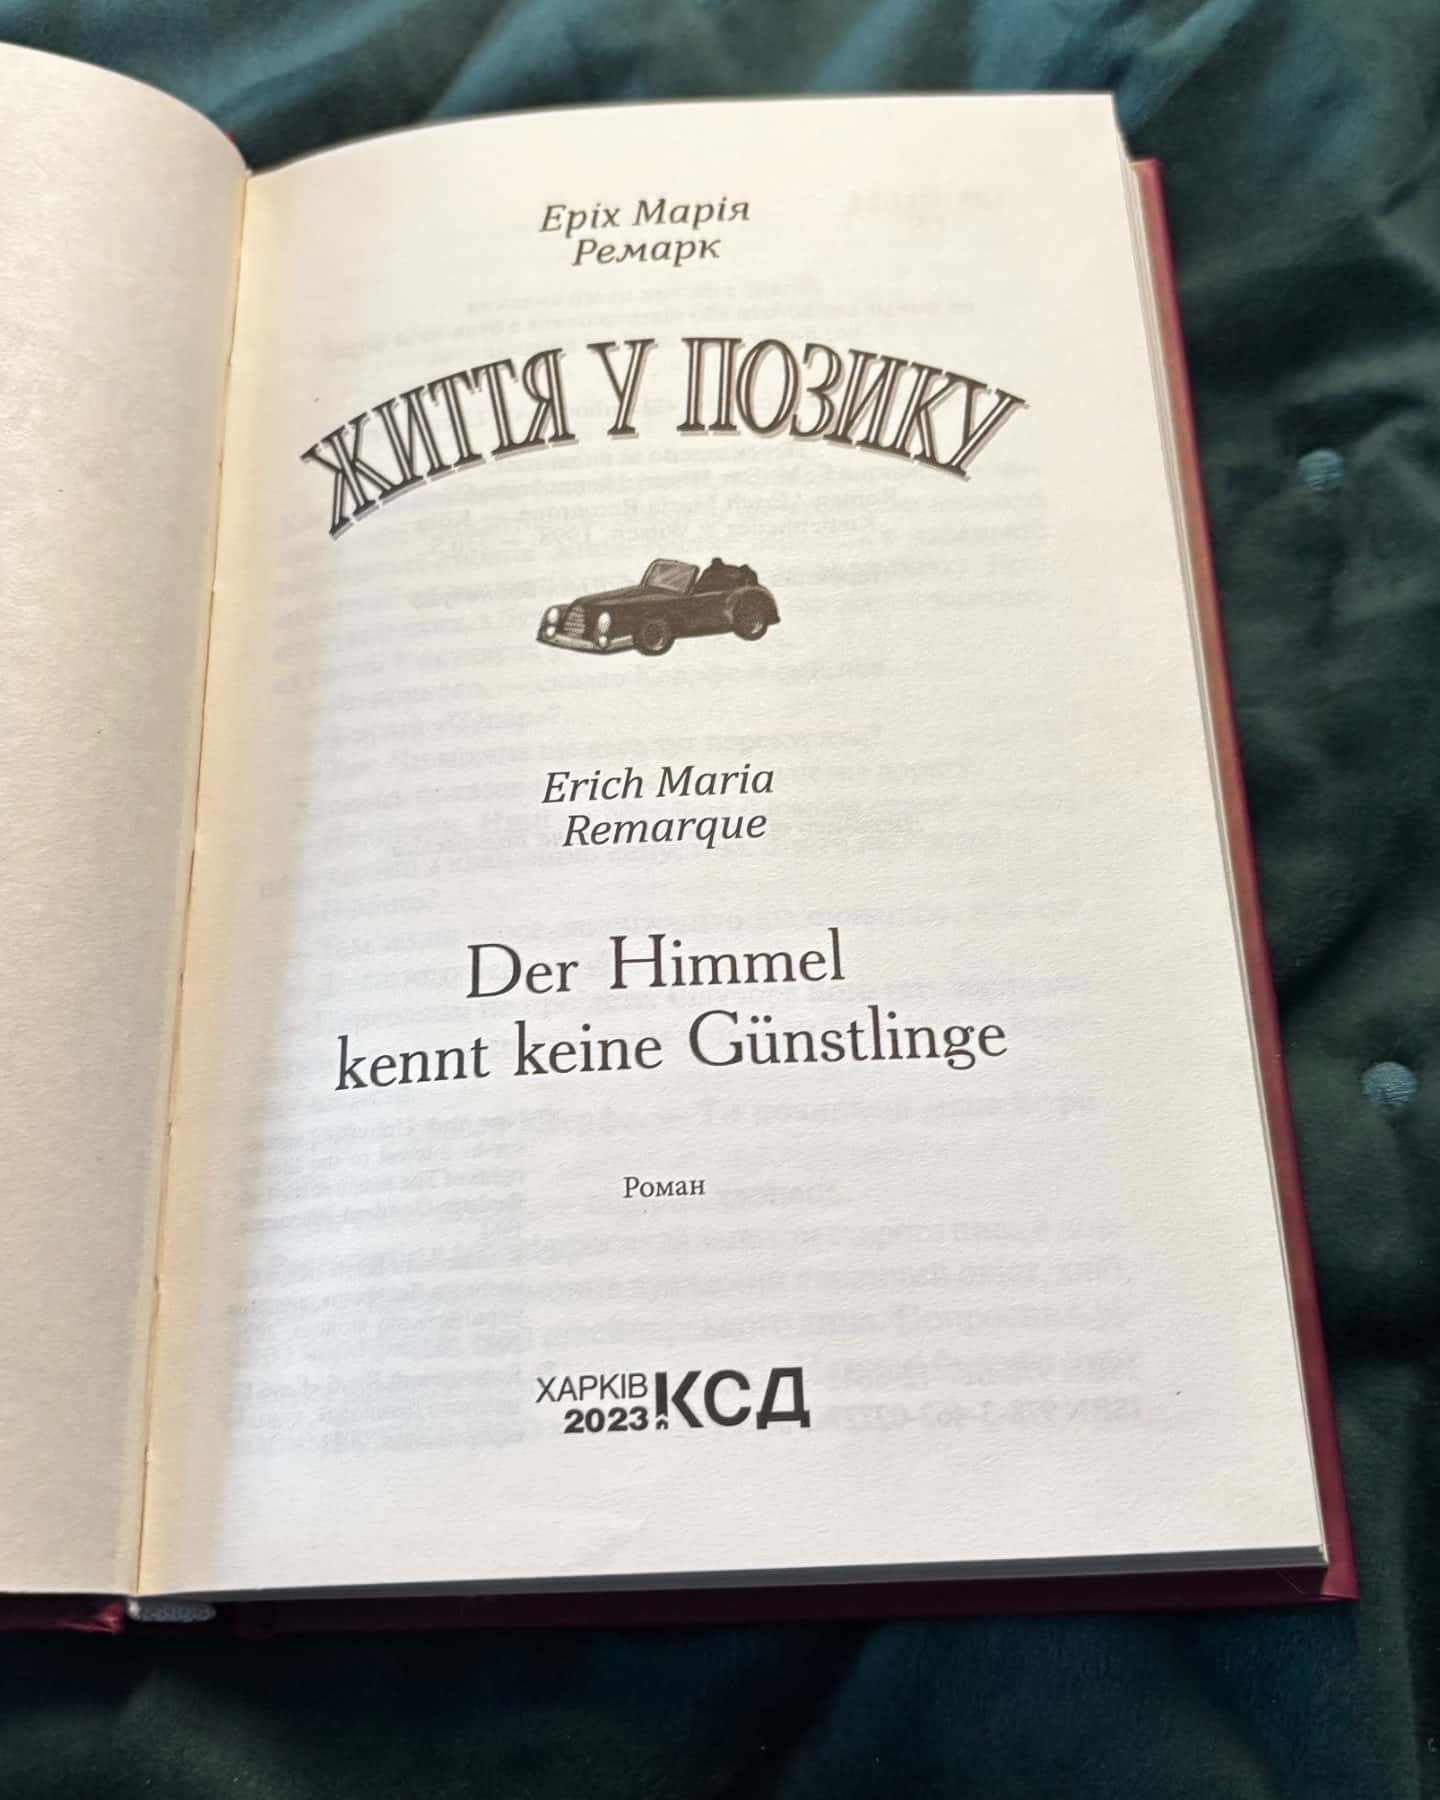 Еріх Марія
Ремарк
ЖИТТЯ У ПОЗИКУ
Erich Maria
Remarque
Der Himmel
kennt keine Günstlinge
Роман
ХАРКІВ КСД
2023